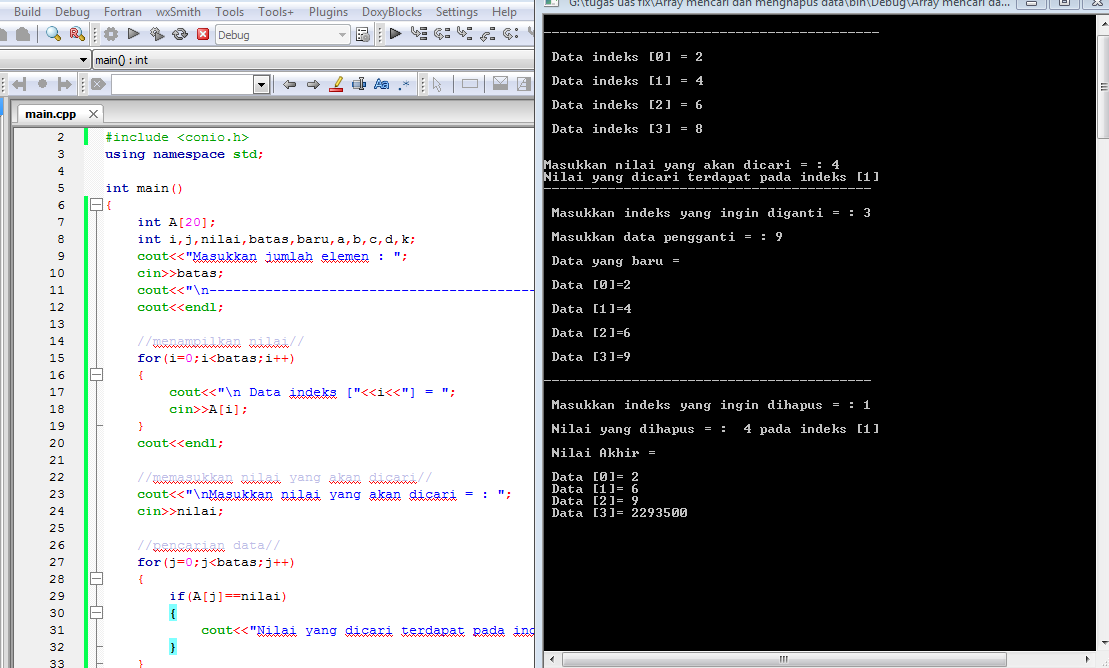 Build Debug Fortran wxSmith Tools Tools+ Plugins DoxyBlocks Settings Help
Debug
main() : int
Aa .*
main.cpp
2 #include <conio.h>
3 using namespace std;
4
5 int main()
6 {
7 int A[20];
8 int i,j,nilai,batas,baru,a,b,c,d,k;
9 cout<<"Masukkan jumlah elemen : ";
10 cin>>batas;
11 cout<<"\n-----------------------------------------
12 cout<<endl;
13
14 //menampilkan nilai//
15 for(i=0;i<batas;i++)
16 {
17 cout<<"\n Data indeks ["<<i<<"] = ";
18 cin>>A[i];
19 }
20 cout<<endl;
21
22 //memasukkan nilai yang akan dicari//
23 cout<<"\nMasukkan nilai yang akan dicari = : ";
24 cin>>nilai;
25
26 //pencarian data//
27 for(j=0;j<batas;j++)
28 {
29 if(A[j]==nilai)
30 {
31 cout<<"Nilai yang dicari terdapat pada ind
32 }
33 }
G:\tugas uas fix\Array mencari dan menghapus data\bin\Debug\Array mencari da...
------------------------------------------
Data indeks [0] = 2
Data indeks [1] = 4
Data indeks [2] = 6
Data indeks [3] = 8
Masukkan nilai yang akan dicari = : 4
Nilai yang dicari terdapat pada indeks [1]
-----------------------------------------
Masukkan indeks yang ingin diganti = : 3
Masukkan data pengganti = : 9
Data yang baru =
Data [0]=2
Data [1]=4
Data [2]=6
Data [3]=9
-----------------------------------------
Masukkan indeks yang ingin dihapus = : 1
Nilai yang dihapus = :  4 pada indeks [1]
Nilai Akhir =
Data [0]= 2
Data [1]= 6
Data [2]= 9
Data [3]= 2293500